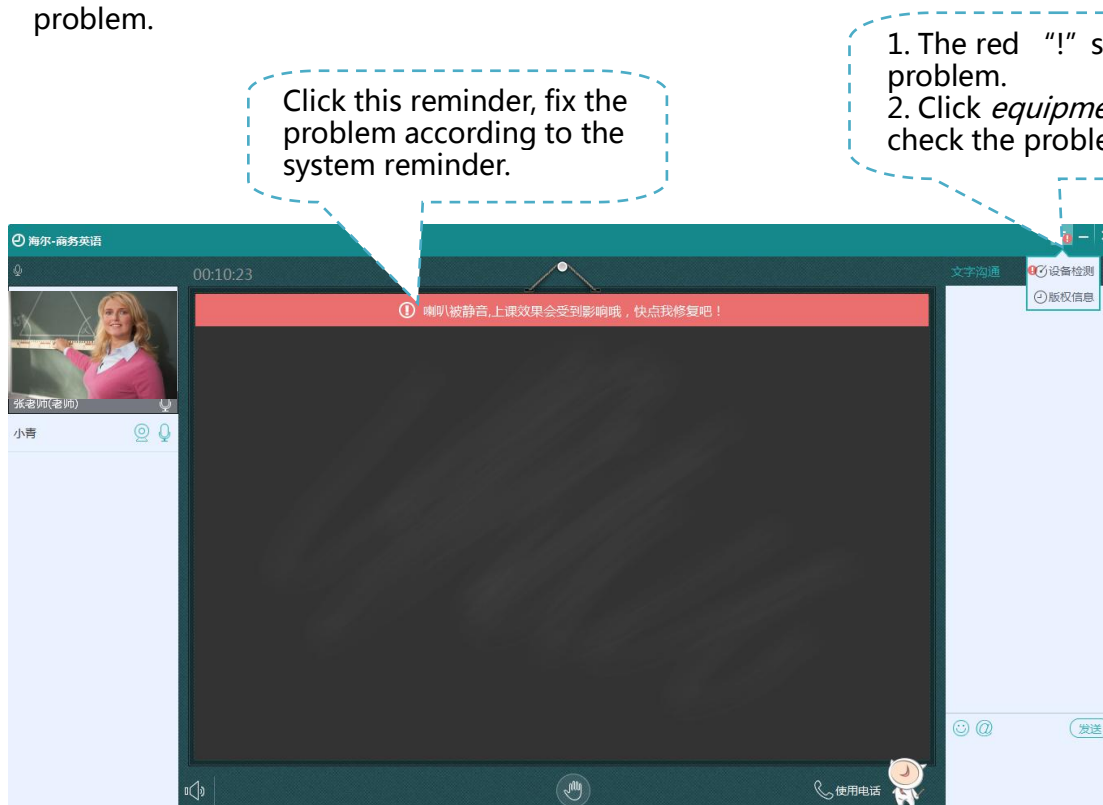 problem.
1. The red “!” s
problem.
2. Click equipme
check the proble
Click this reminder, fix the
problem according to the
system reminder.
海尔-商务英语
00:10:23
文字沟通
设备检测
版权信息
喇叭被静音,上课效果会受到影响哦，快点我修复吧！
张老师(老师)
小青
@
发送
使用电话